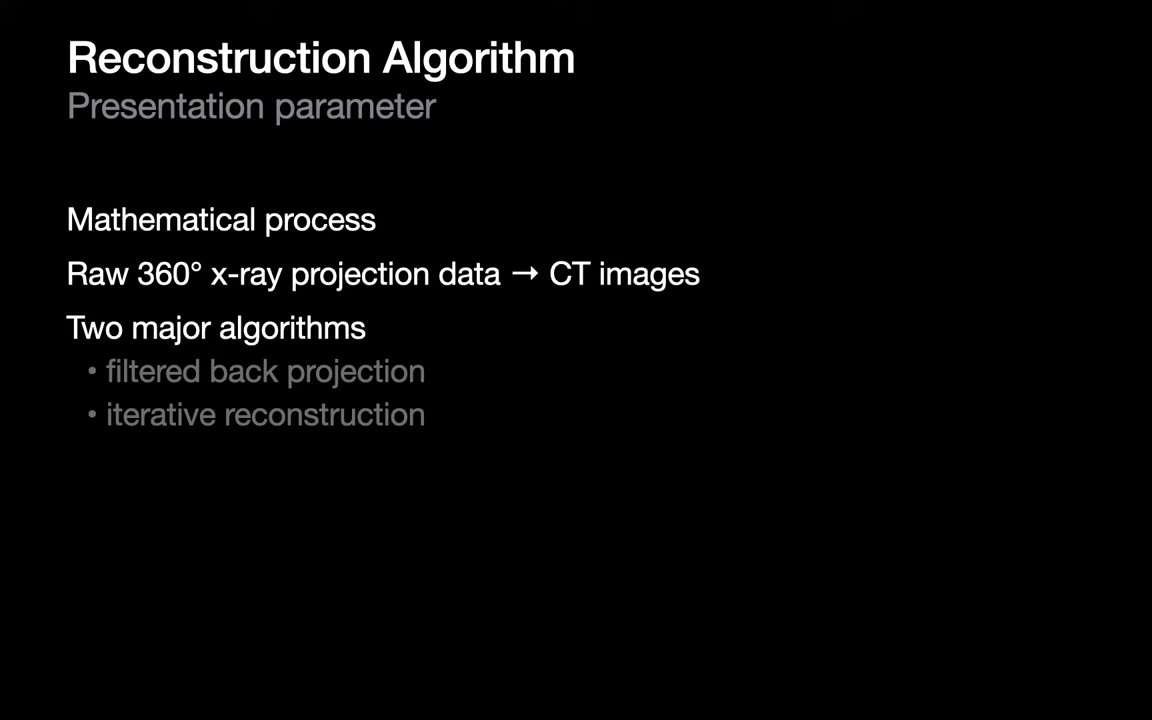 Reconstruction Algorithm
Presentation parameter
Mathematical process
Raw 360° x-ray projection data → CT images
Two major algorithms
• filtered back projection
• iterative reconstruction